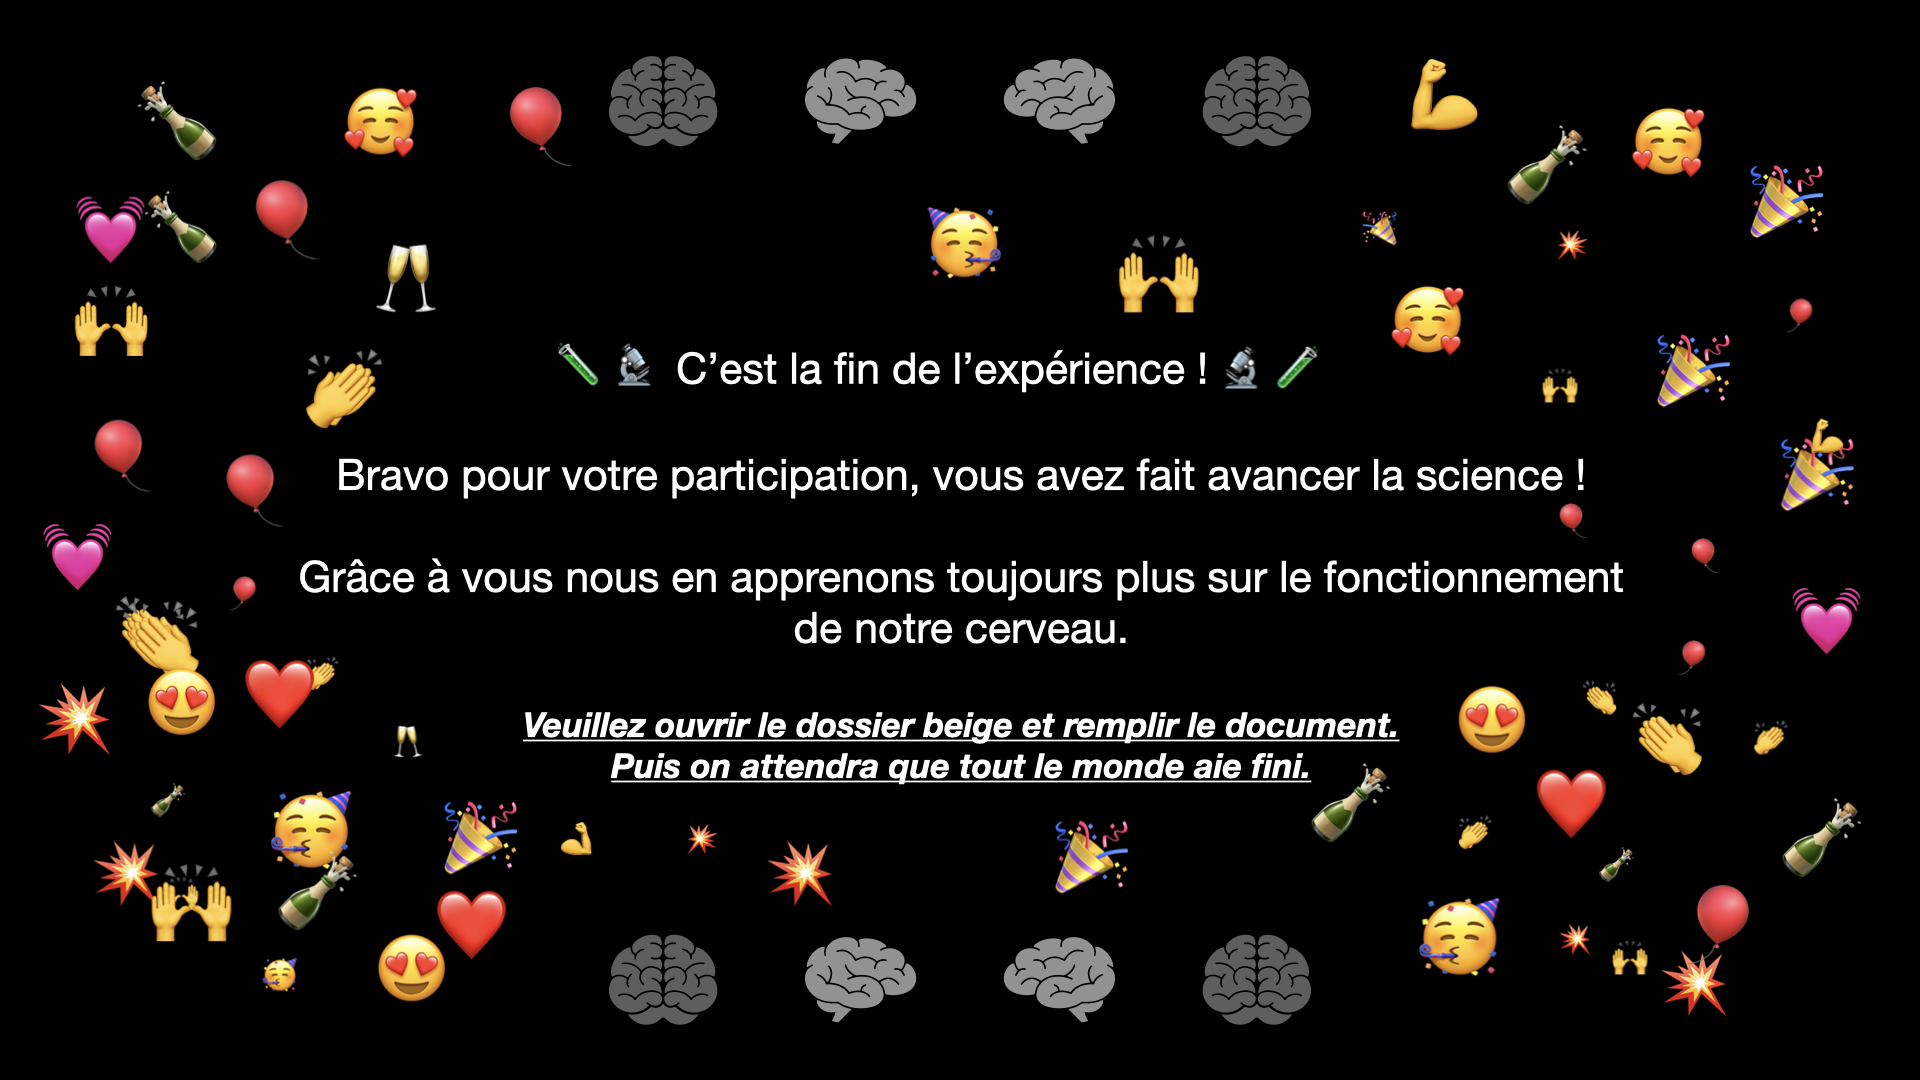 C’est la fin de l’expérience !
Bravo pour votre participation, vous avez fait avancer la science !
Grâce à vous nous en apprenons toujours plus sur le fonctionnement
de notre cerveau.
Veuillez ouvrir le dossier beige et remplir le document.
Puis on attendra que tout le monde aie fini.